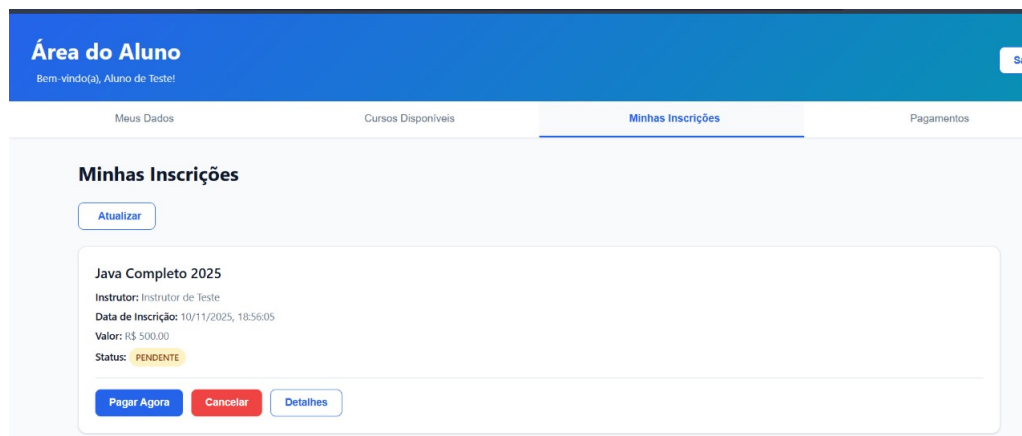 Área do Aluno
Bem-vindo(a), Aluno de Teste!
Meus Dados Cursos Disponíveis Minhas Inscrições Pagamentos
Minhas Inscrições
Atualizar
Java Completo 2025
Instrutor: Instrutor de Teste
Data de Inscrição: 10/11/2025, 18:56:05
Valor: R$ 500.00
Status: PENDENTE
Pagar Agora Cancelar Detalhes